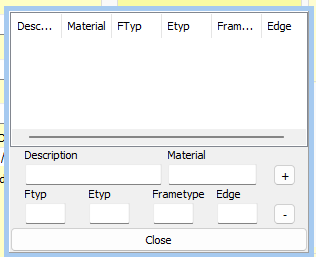 Desc... Material FTyp Etyp Fram... Edge
Description Material
+
Ftyp Etyp Frametype Edge
-
Close